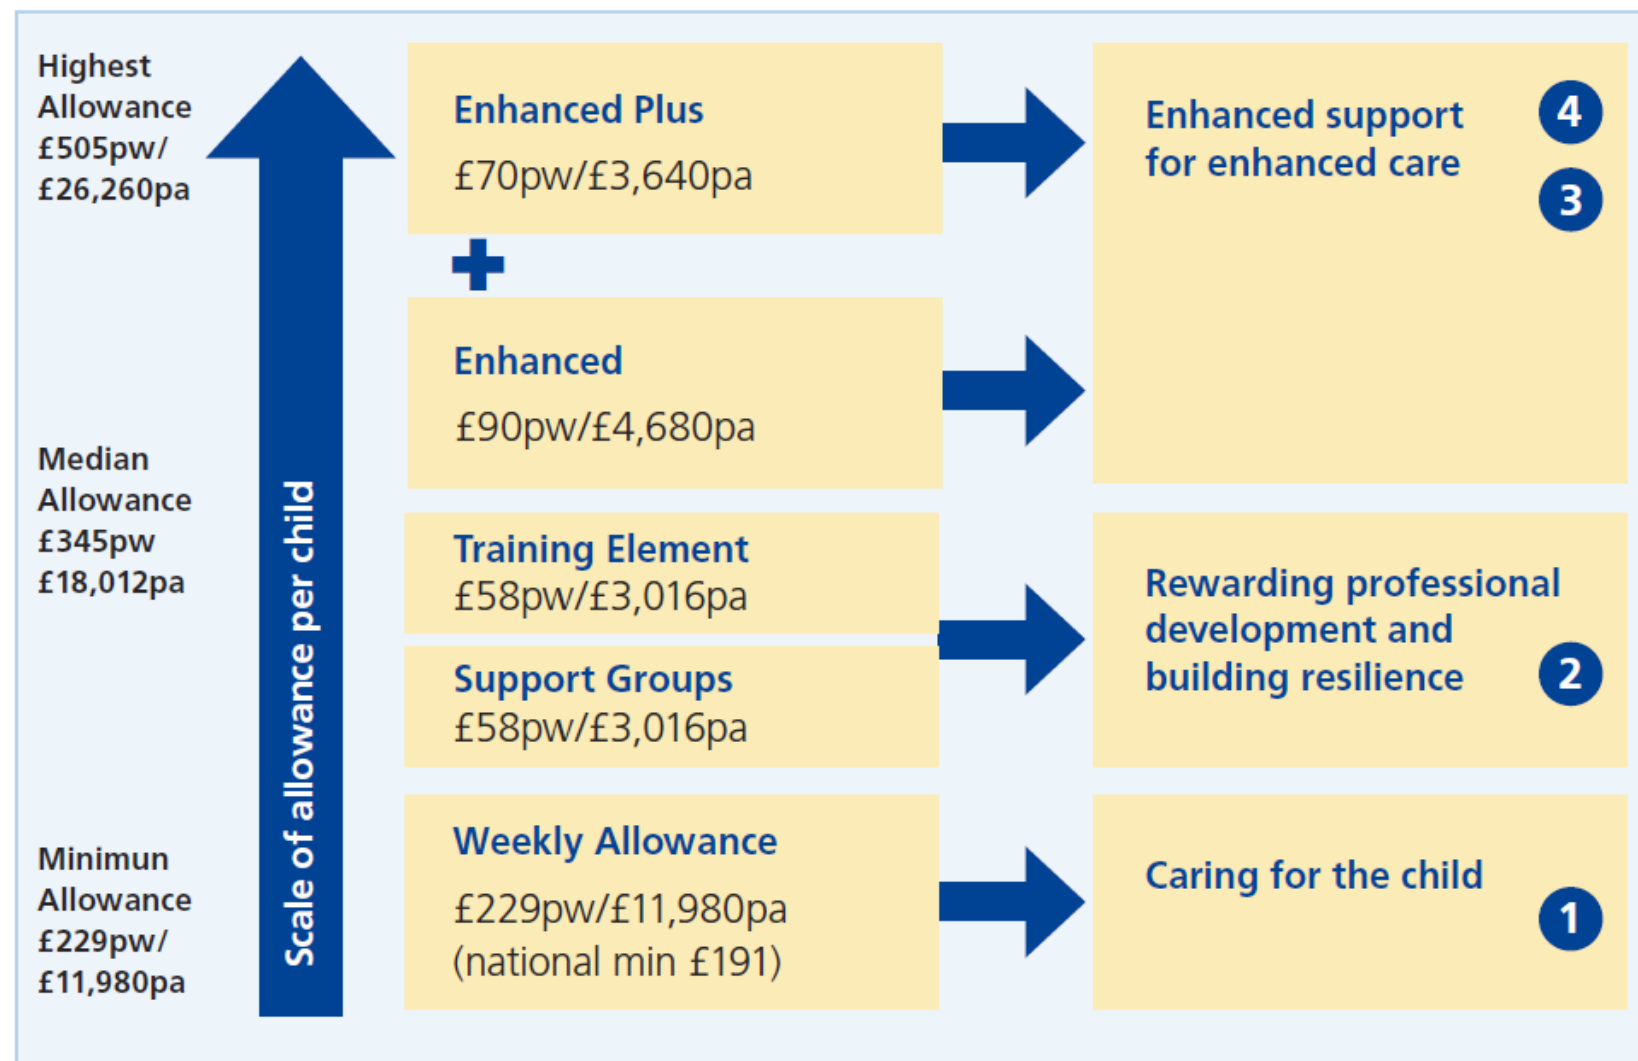 Highest
Allowance
£505pw/
£26,260pa
Median
Allowance
£345pw
£18,012pa
Minimun
Allowance
£229pw/
£11,980pa
Scale of allowance per child
Enhanced Plus
£70pw/£3,640pa
Enhanced
£90pw/£4,680pa
Training Element
£58pw/£3,016pa
Support Groups
£58pw/£3,016pa
Weekly Allowance
£229pw/£11,980pa
(national min £191)
Enhanced support
for enhanced care
4
3
Rewarding professional
development and
building resilience
2
Caring for the child
1